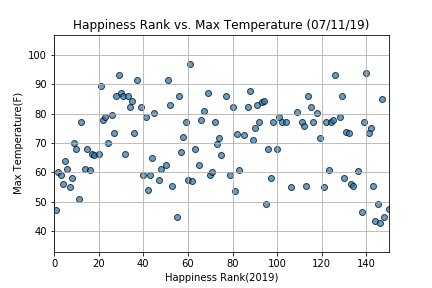 Happiness Rank vs. Max Temperature (07/11/19)
Max Temperature(F)
100
90
80
70
60
50
40
0 20 40 60 80 100 120 140
Happiness Rank(2019)